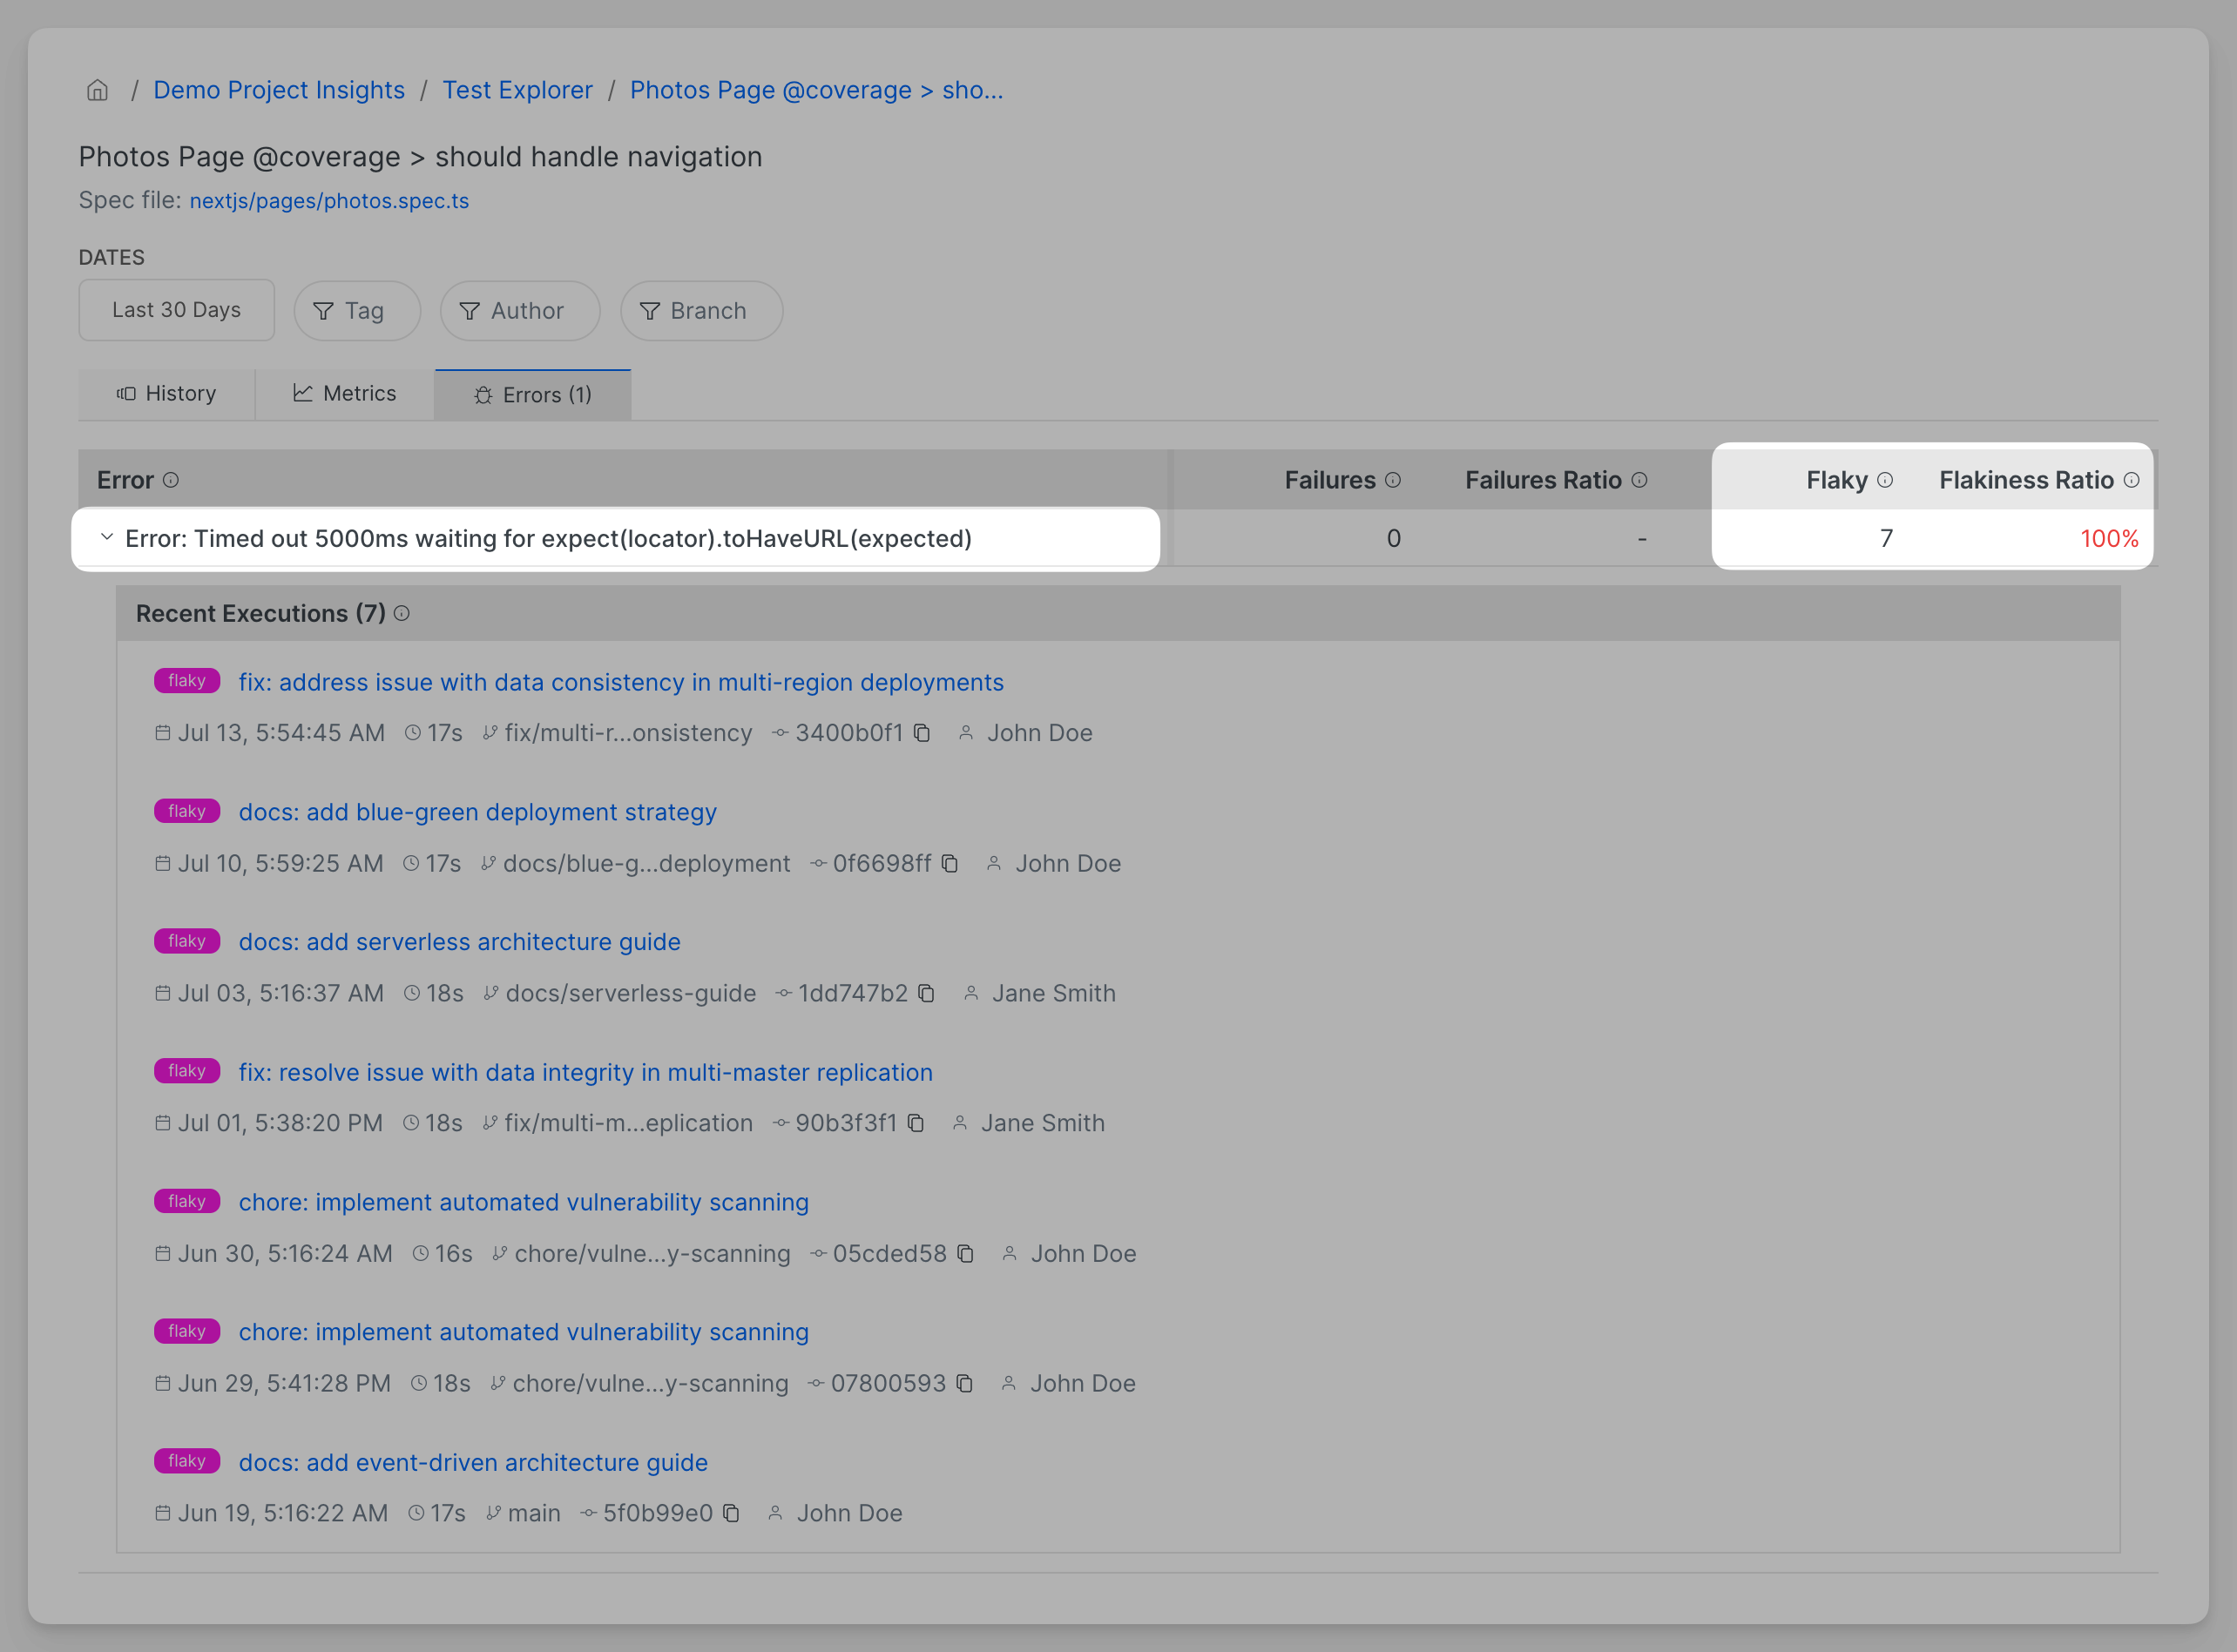 / Demo Project Insights / Test Explorer / Photos Page @coverage > sho...
Photos Page @coverage > should handle navigation
Spec file: nextjs/pages/photos.spec.ts
DATES
Last 30 Days Tag Author Branch
History Metrics Errors (1)
Error Failures Failures Ratio Flaky Flakiness Ratio
Error: Timed out 5000ms waiting for expect(locator).toHaveURL(expected) 0 - 7 100%
Recent Executions (7)
flaky fix: address issue with data consistency in multi-region deployments
Jul 13, 5:54:45 AM 17s fix/multi-r...onsistency 3400b0f1 John Doe
flaky docs: add blue-green deployment strategy
Jul 10, 5:59:25 AM 17s docs/blue-g...deployment 0f6698ff John Doe
flaky docs: add serverless architecture guide
Jul 03, 5:16:37 AM 18s docs/serverless-guide 1dd747b2 Jane Smith
flaky fix: resolve issue with data integrity in multi-master replication
Jul 01, 5:38:20 PM 18s fix/multi-m...eplication 90b3f3f1 Jane Smith
flaky chore: implement automated vulnerability scanning
Jun 30, 5:16:24 AM 16s chore/vulne...y-scanning 05cded58 John Doe
flaky chore: implement automated vulnerability scanning
Jun 29, 5:41:28 PM 18s chore/vulne...y-scanning 07800593 John Doe
flaky docs: add event-driven architecture guide
Jun 19, 5:16:22 AM 17s main 5f0b99e0 John Doe